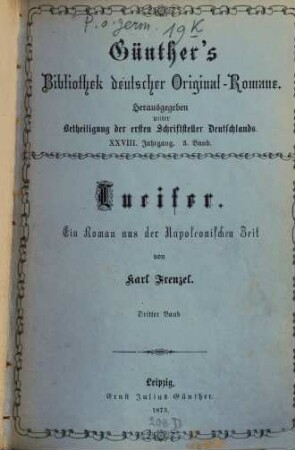 P. o. germ. 19 K
Günther's
Bibliothek deutscher Original-Romane.
Herausgegeben
unter
Betheiligung der ersten Schriftsteller Deutschlands.
XXVIII. Jahrgang. 3. Band.
Lucifer.
Ein Roman aus der Napoleonischen Zeit
von
Karl Frenzel.
Dritter Band
Leipzig,
Ernst Julius Günther.
1873.